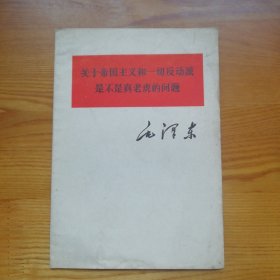 关于帝国主义和一切反动派
是不是真老虎的问题
毛泽东